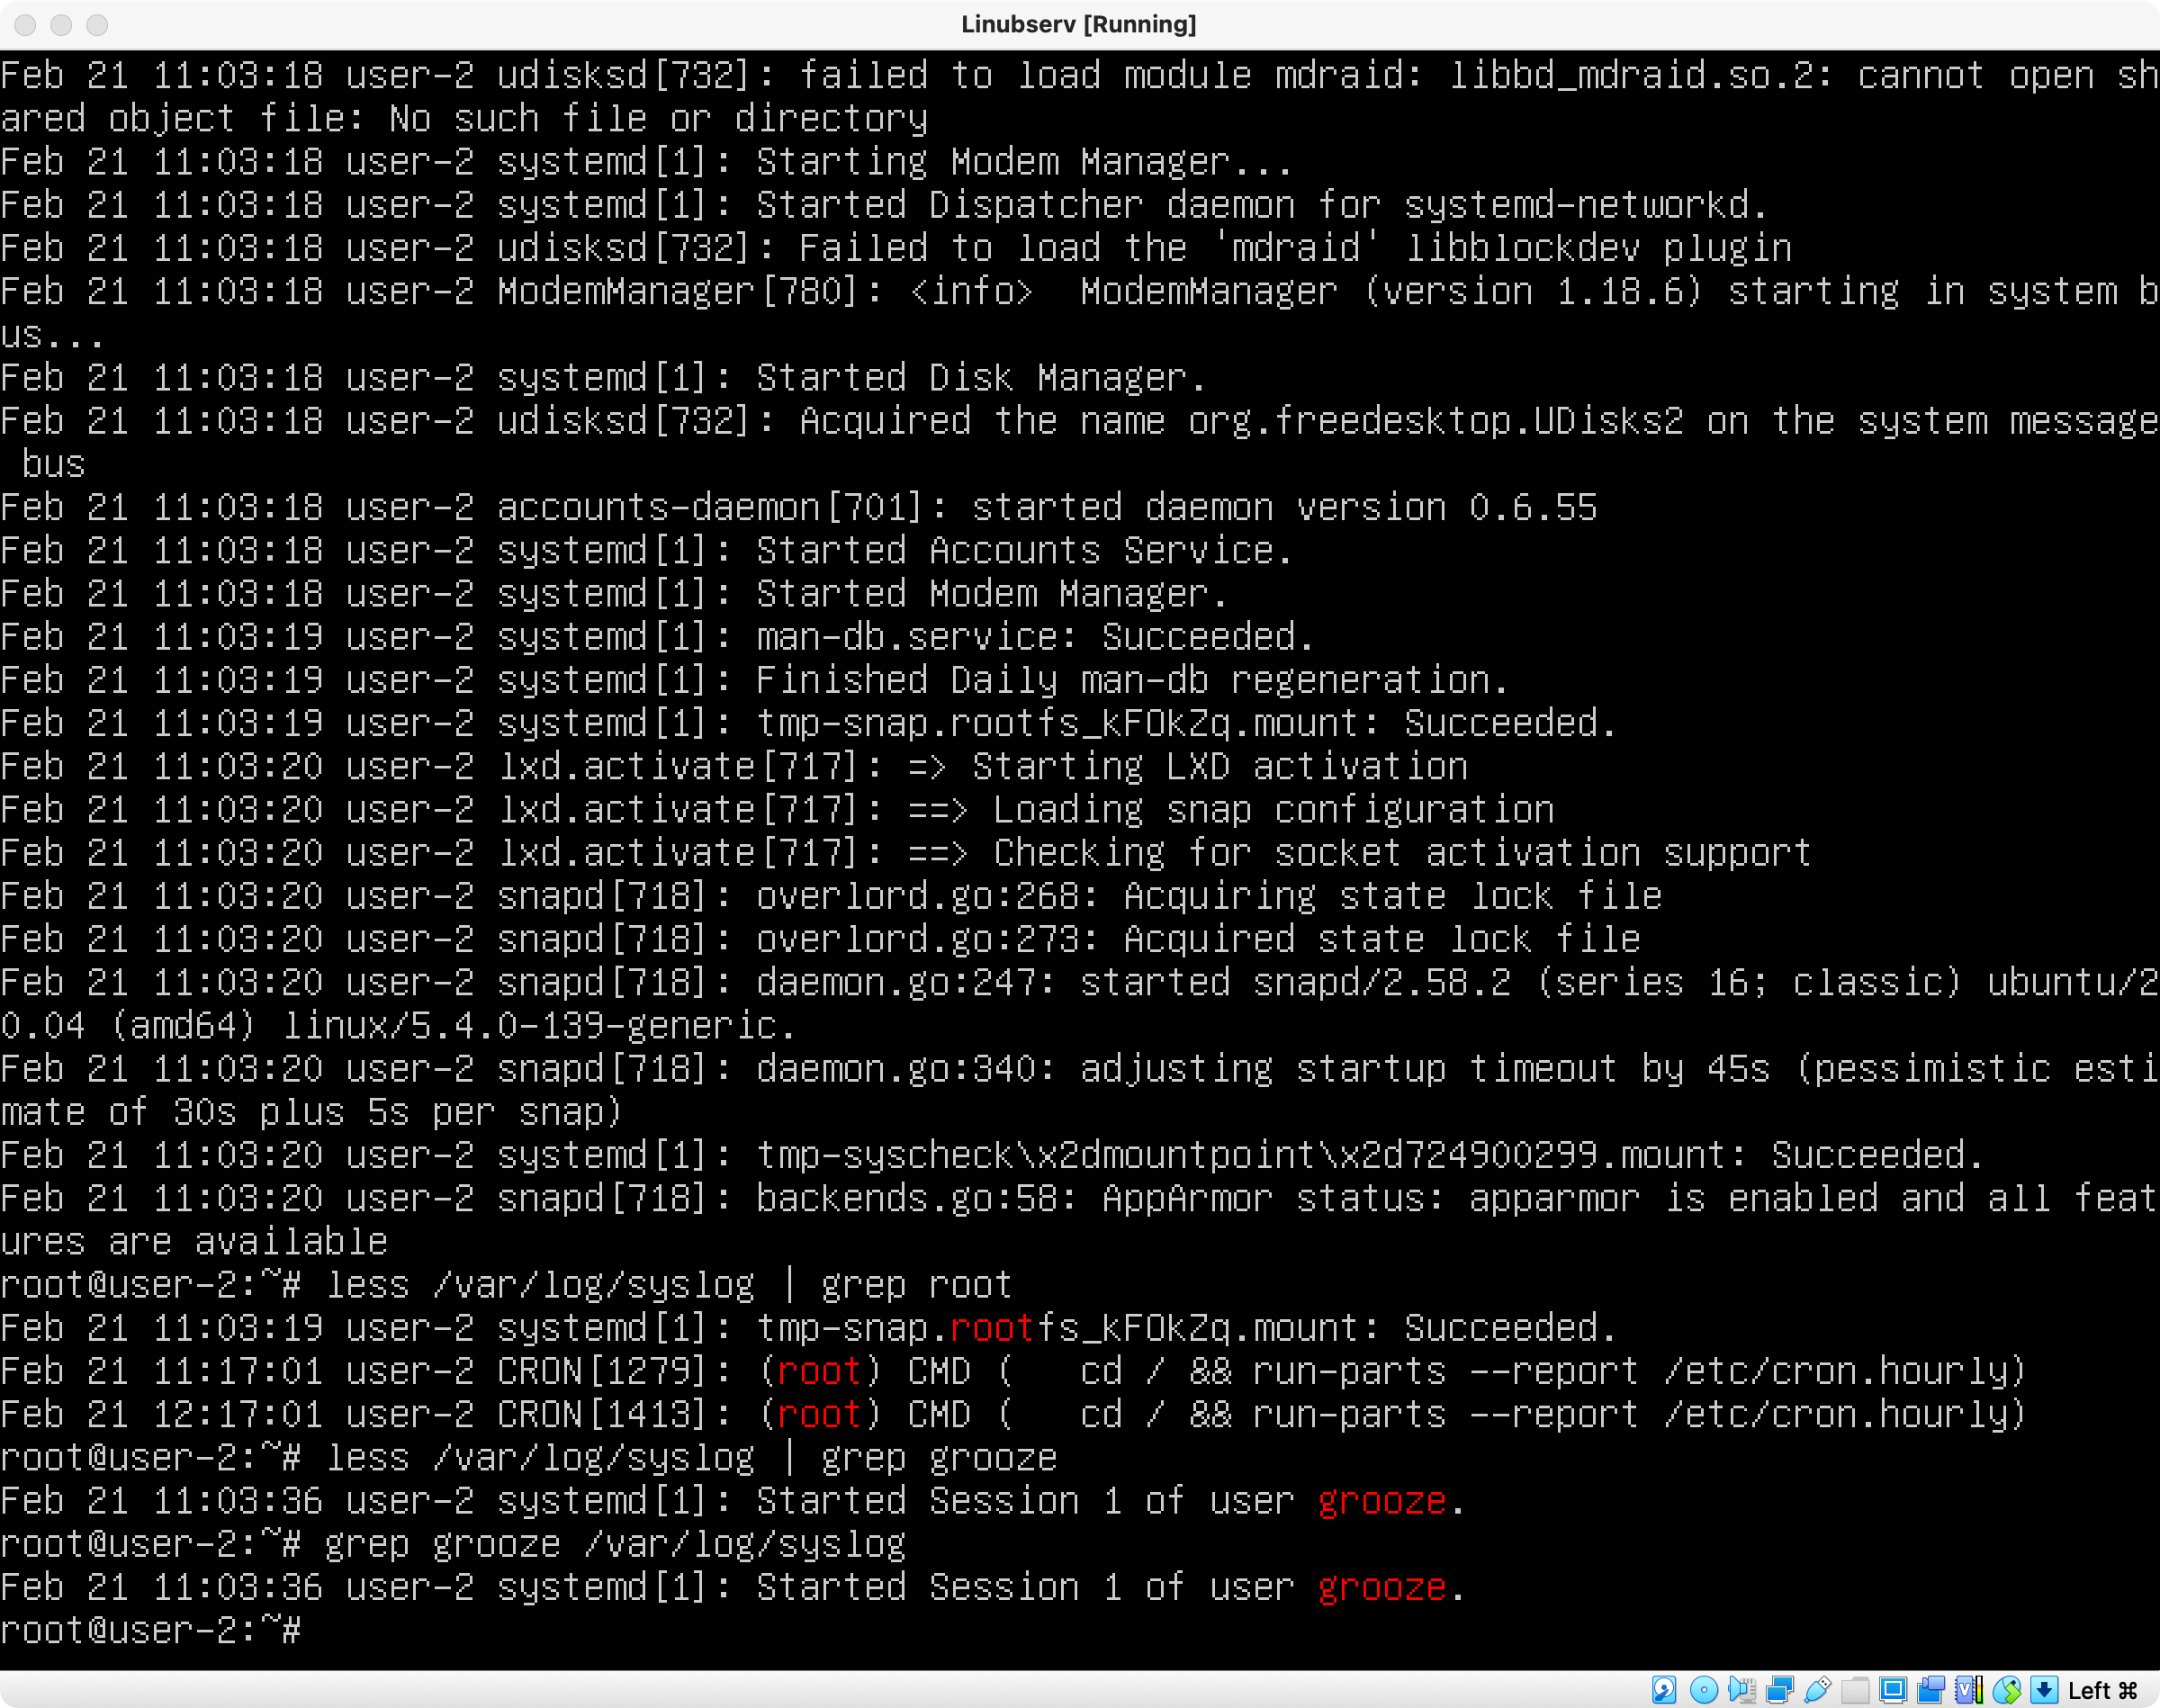 Linubserv [Running]
Feb 21 11:03:18 user-2 udisksd[732]: failed to load module mdraid: libbd_mdraid.so.2: cannot open sh
ared object file: No such file or directory
Feb 21 11:03:18 user-2 systemd[1]: Starting Modem Manager...
Feb 21 11:03:18 user-2 systemd[1]: Started Dispatcher daemon for systemd-networkd.
Feb 21 11:03:18 user-2 udisksd[732]: Failed to load the 'mdraid' libblockdev plugin
Feb 21 11:03:18 user-2 ModemManager[780]: <info>  ModemManager (version 1.18.6) starting in system b
us...
Feb 21 11:03:18 user-2 systemd[1]: Started Disk Manager.
Feb 21 11:03:18 user-2 udisksd[732]: Acquired the name org.freedesktop.UDisks2 on the system message
 bus
Feb 21 11:03:18 user-2 accounts-daemon[701]: started daemon version 0.6.55
Feb 21 11:03:18 user-2 systemd[1]: Started Accounts Service.
Feb 21 11:03:18 user-2 systemd[1]: Started Modem Manager.
Feb 21 11:03:19 user-2 systemd[1]: man-db.service: Succeeded.
Feb 21 11:03:19 user-2 systemd[1]: Finished Daily man-db regeneration.
Feb 21 11:03:19 user-2 systemd[1]: tmp-snap.rootfs_kFOkZq.mount: Succeeded.
Feb 21 11:03:20 user-2 lxd.activate[717]: => Starting LXD activation
Feb 21 11:03:20 user-2 lxd.activate[717]: ==> Loading snap configuration
Feb 21 11:03:20 user-2 lxd.activate[717]: ==> Checking for socket activation support
Feb 21 11:03:20 user-2 snapd[718]: overlord.go:268: Acquiring state lock file
Feb 21 11:03:20 user-2 snapd[718]: overlord.go:273: Acquired state lock file
Feb 21 11:03:20 user-2 snapd[718]: daemon.go:247: started snapd/2.58.2 (series 16; classic) ubuntu/2
0.04 (amd64) linux/5.4.0-139-generic.
Feb 21 11:03:20 user-2 snapd[718]: daemon.go:340: adjusting startup timeout by 45s (pessimistic esti
mate of 30s plus 5s per snap)
Feb 21 11:03:20 user-2 systemd[1]: tmp-syscheck\x2dmountpoint\x2d724900299.mount: Succeeded.
Feb 21 11:03:20 user-2 snapd[718]: backends.go:58: AppArmor status: apparmor is enabled and all feat
ures are available
root@user-2:~# less /var/log/syslog | grep root
Feb 21 11:03:19 user-2 systemd[1]: tmp-snap.rootfs_kFOkZq.mount: Succeeded.
Feb 21 11:17:01 user-2 CRON[1279]: (root) CMD (   cd / && run-parts --report /etc/cron.hourly)
Feb 21 12:17:01 user-2 CRON[1413]: (root) CMD (   cd / && run-parts --report /etc/cron.hourly)
root@user-2:~# less /var/log/syslog | grep grooze
Feb 21 11:03:36 user-2 systemd[1]: Started Session 1 of user grooze.
root@user-2:~# grep grooze /var/log/syslog
Feb 21 11:03:36 user-2 systemd[1]: Started Session 1 of user grooze.
root@user-2:~#
Left ⌘